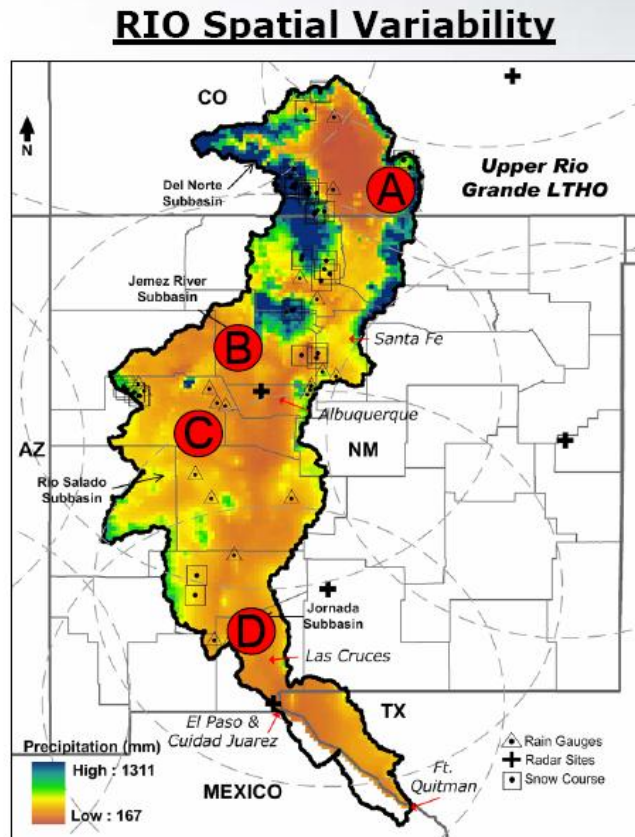 RIO Spatial Variability
CO
N
Upper Rio
Grande LTHO
Del Norte
Subbasin
A
Jemez River
Subbasin
B
Santa Fe
Albuquerque
C
AZ
NM
Rio Salado
Subbasin
D
Jornada
Subbasin
Las Cruces
TX
El Paso &
Cuidad Juarez
Precipitation (mm)
High : 1311
Low : 167
MEXICO
Ft.
Quitman
Rain Gauges
Radar Sites
Snow Course